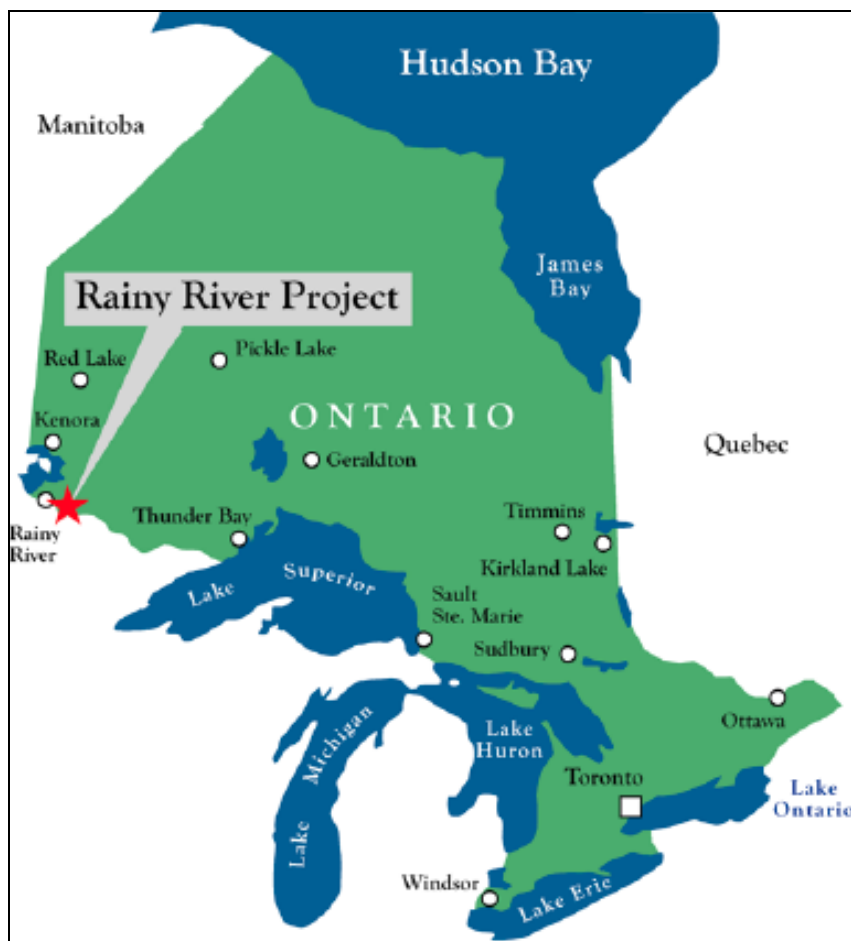 Hudson Bay
Manitoba
James
Bay
Rainy River Project
Red Lake
Pickle Lake
Kenora
ONTARIO
Quebec
Geraldton
Rainy
River
Thunder Bay
Timmins
Kirkland Lake
Lake Superior
Sault
Ste. Marie
Sudbury
Ottawa
Lake Michigan
Lake
Huron
Toronto
Lake
Ontario
Windsor
Lake Erie